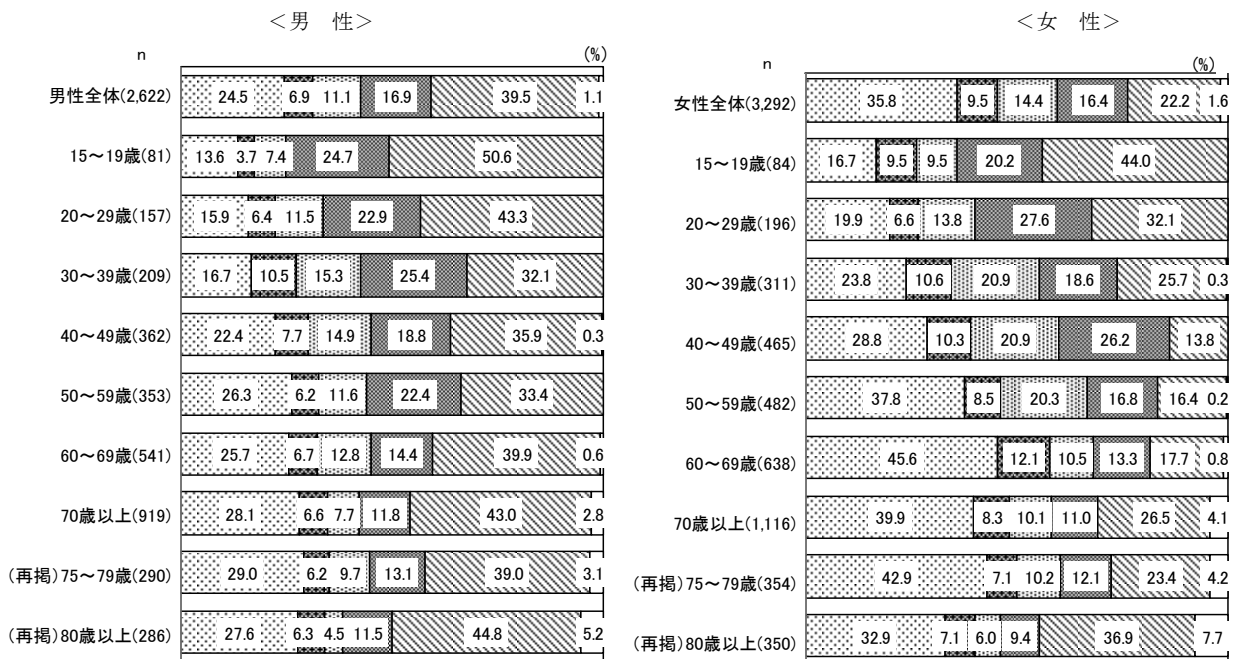 ＜男　性＞
n
(%)
男性全体(2,622) 24.5 6.9 11.1 16.9 39.5 1.1
15～19歳(81) 13.6 3.7 7.4 24.7 50.6
20～29歳(157) 15.9 6.4 11.5 22.9 43.3
30～39歳(209) 16.7 10.5 15.3 25.4 32.1
40～49歳(362) 22.4 7.7 14.9 18.8 35.9 0.3
50～59歳(353) 26.3 6.2 11.6 22.4 33.4
60～69歳(541) 25.7 6.7 12.8 14.4 39.9 0.6
70歳以上(919) 28.1 6.6 7.7 11.8 43.0 2.8
(再掲)75～79歳(290) 29.0 6.2 9.7 13.1 39.0 3.1
(再掲)80歳以上(286) 27.6 6.3 4.5 11.5 44.8 5.2
＜女　性＞
n
(%)
女性全体(3,292) 35.8 9.5 14.4 16.4 22.2 1.6
15～19歳(84) 16.7 9.5 9.5 20.2 44.0
20～29歳(196) 19.9 6.6 13.8 27.6 32.1
30～39歳(311) 23.8 10.6 20.9 18.6 25.7 0.3
40～49歳(465) 28.8 10.3 20.9 26.2 13.8
50～59歳(482) 37.8 8.5 20.3 16.8 16.4 0.2
60～69歳(638) 45.6 12.1 10.5 13.3 17.7 0.8
70歳以上(1,116) 39.9 8.3 10.1 11.0 26.5 4.1
(再掲)75～79歳(354) 42.9 7.1 10.2 12.1 23.4 4.2
(再掲)80歳以上(350) 32.9 7.1 6.0 9.4 36.9 7.7